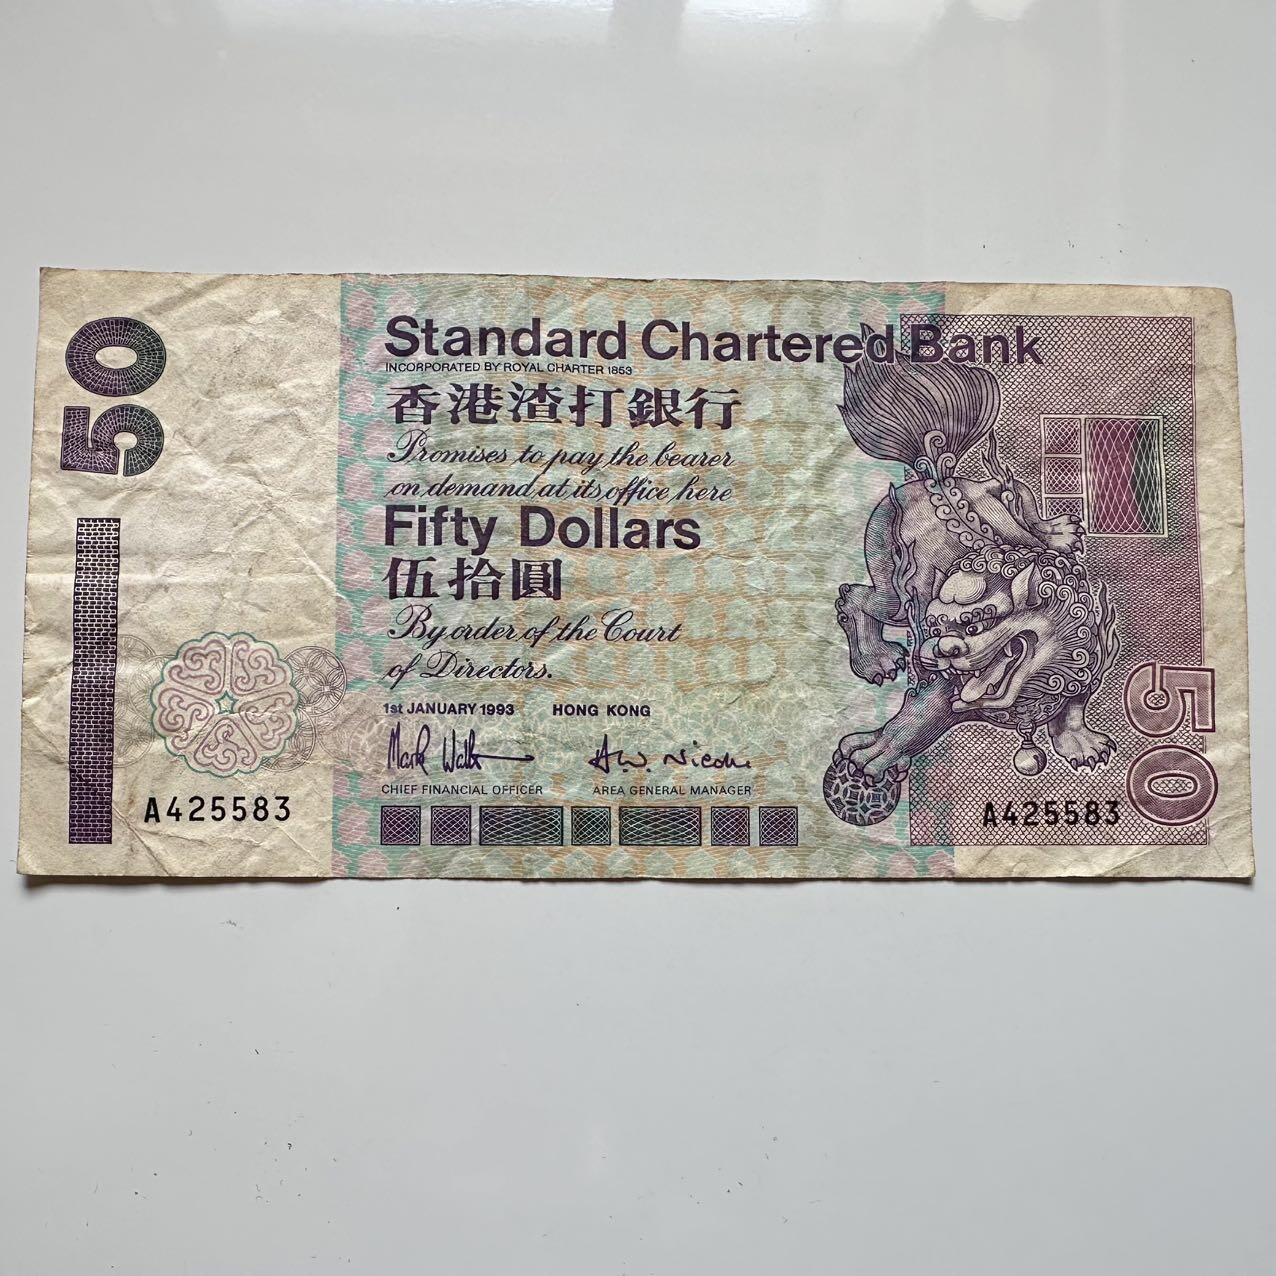 50
Standard Chartered Bank
INCORPORATED BY ROYAL CHARTER 1853
香港渣打銀行
Promises to pay the bearer
on demand at its office here
Fifty Dollars
伍拾圓
By order of the Court
of Directors.
1st JANUARY 1993 HONG KONG
CHIEF FINANCIAL OFFICER AREA GENERAL MANAGER
A425583 A425583
50